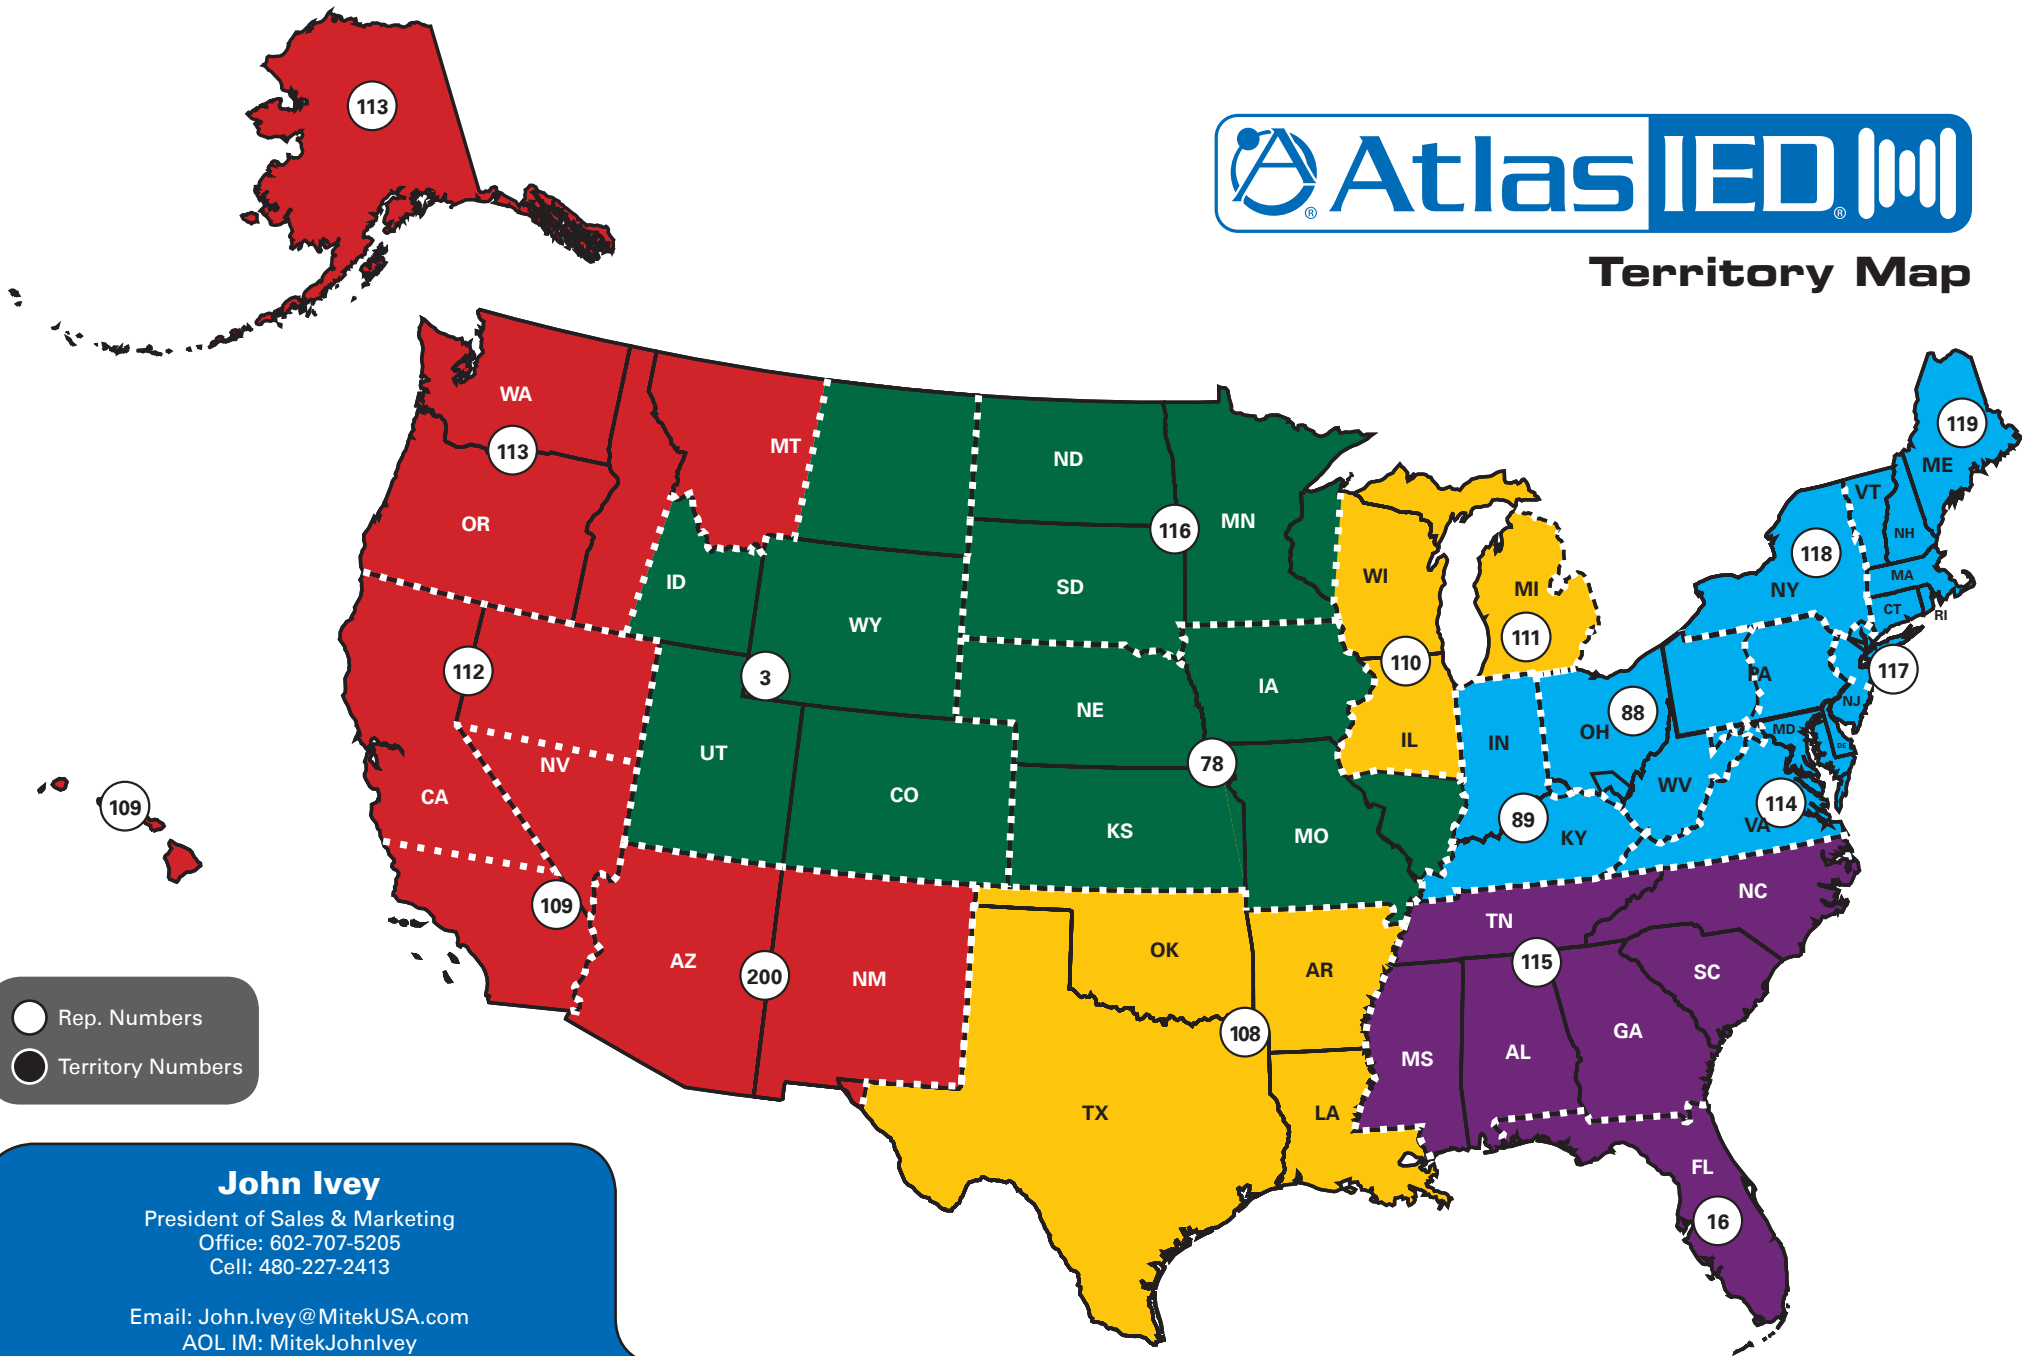 113
Atlas IED
® ®
Territory Map
WA
113
OR
MT
ID
WY
3
ND
116
MN
SD
NE
IA
78
112
NV
CA
UT
CO
KS
MO
109
109
AZ
200
NM
OK
AR
108
TX
LA
WI
MI
111
110
IL
IN
OH
88
89
KY
WV
PA
118
NY
119
ME
VT
NH
MA
CT
RI
117
NJ
MD
DE
114
VA
TN
NC
115
SC
MS
AL
GA
FL
16
Rep. Numbers
Territory Numbers
John Ivey
President of Sales & Marketing
Office: 602-707-5205
Cell: 480-227-2413
Email: John.Ivey@MitekUSA.com
AOL IM: MitekJohnIvey